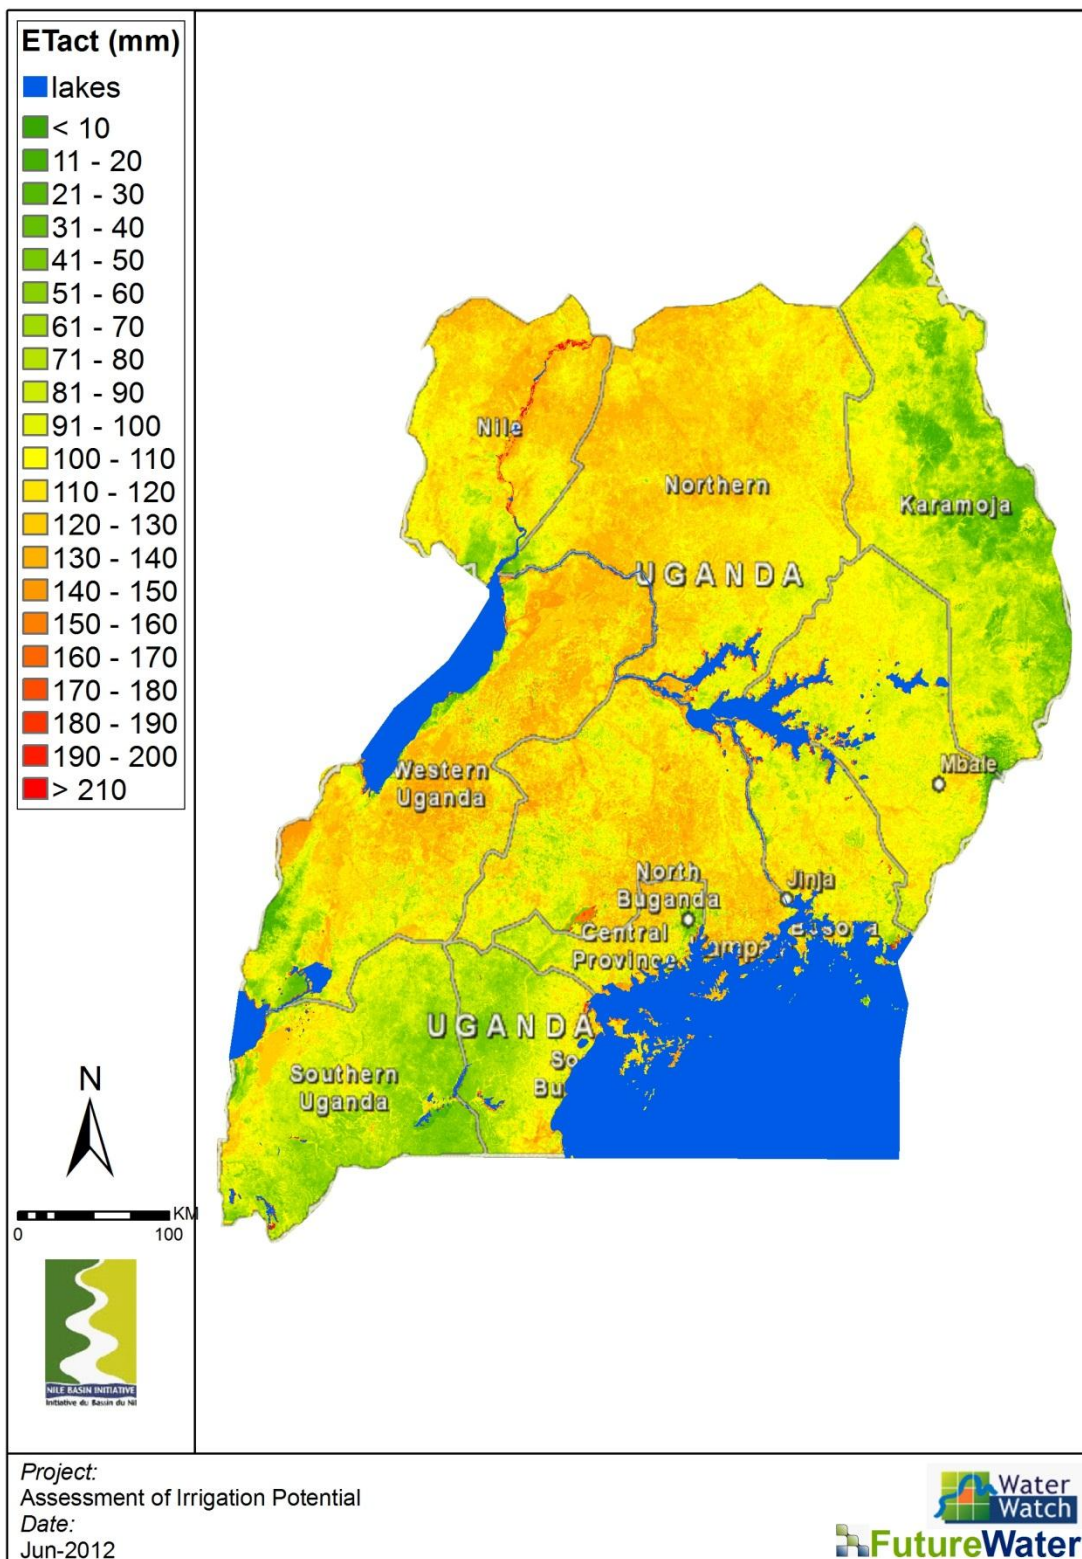 ETact (mm)
lakes
< 10
11 - 20
21 - 30
31 - 40
41 - 50
51 - 60
61 - 70
71 - 80
81 - 90
91 - 100
100 - 110
110 - 120
120 - 130
130 - 140
140 - 150
150 - 160
160 - 170
170 - 180
180 - 190
190 - 200
> 210
Nile
Northern
Karamoja
UGANDA
Mbale
Western
Uganda
North
Buganda
Jinja
Central
Province
UGANDA
So
Bu
Southern
Uganda
N
KM
0 100
NILE BASIN INITIATIVE
Initiative du Bassin du Nil
Project:
Assessment of Irrigation Potential
Date:
Jun-2012
Water
Watch
FutureWater